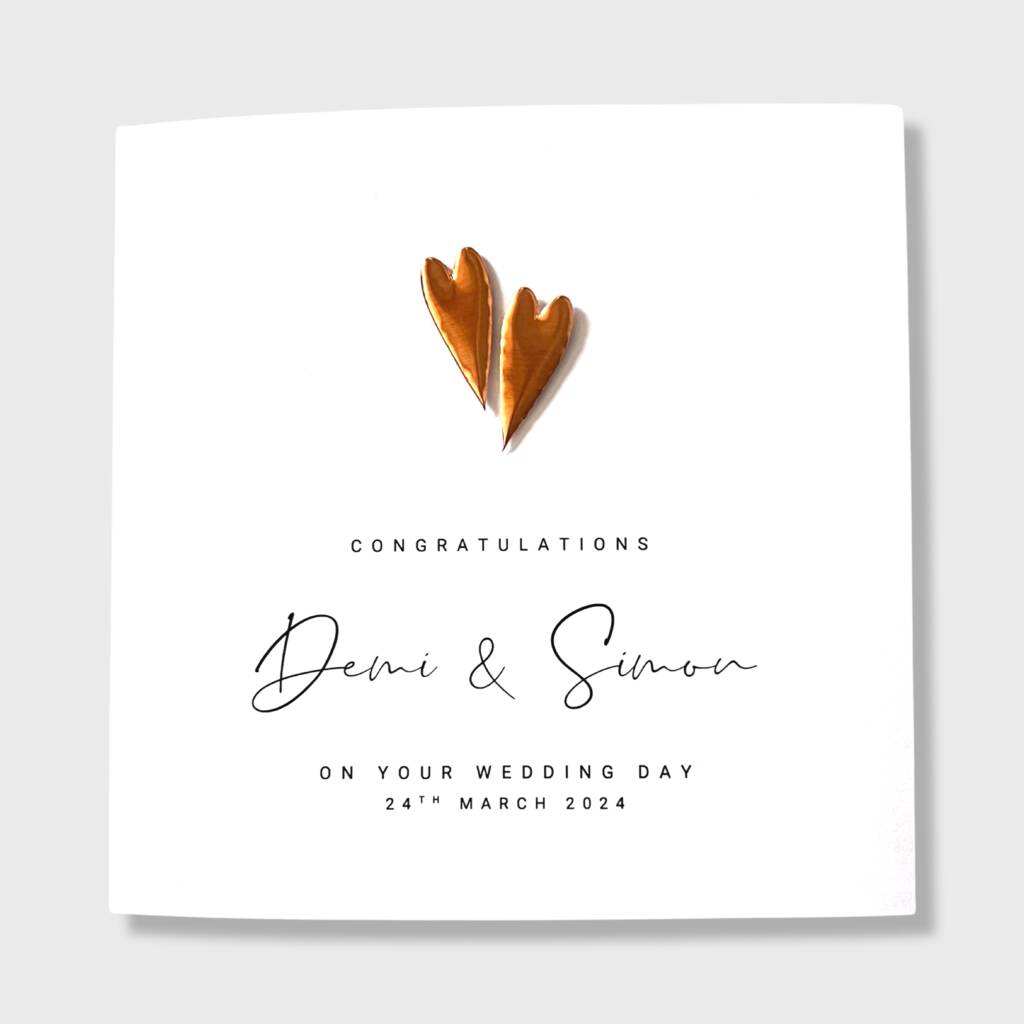 CONGRATULATIONS
Demi & Simon
ON YOUR WEDDING DAY
24TH MARCH 2024